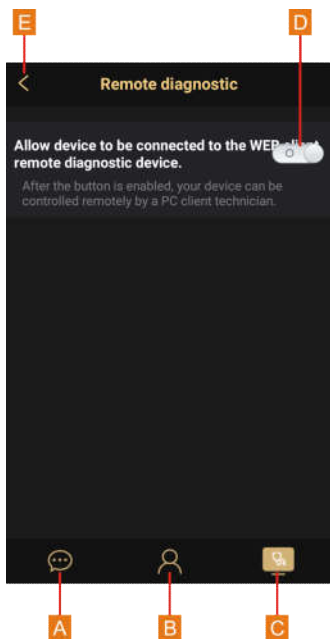 E D
Remote diagnostic
Allow device to be connected to the WEB client
remote diagnostic device.
After the button is enabled, your device can be
controlled remotely by a PC client technician.
A B C